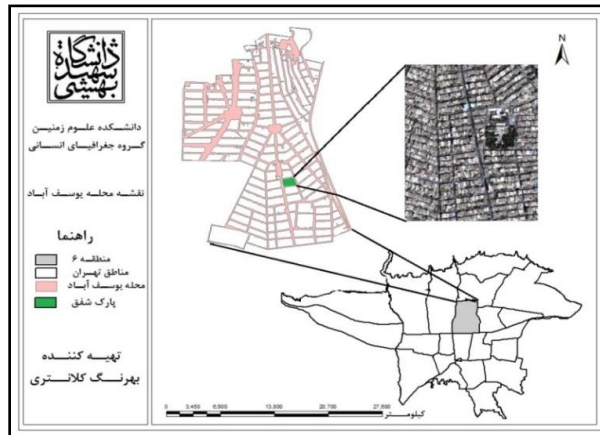 دانشگاه
شهید
بهشتی
دانشکده علوم زمین
گروه جغرافیای انسانی
نقشه محله یوسف آباد
راهنما
منطقه ۶
مناطق تهران
محله یوسف آباد
پارک شفق
تهیه کننده
بهرنگ کلانتری
N
0 3,450 6,900 13,800 20,700 27,600
کیلومتر